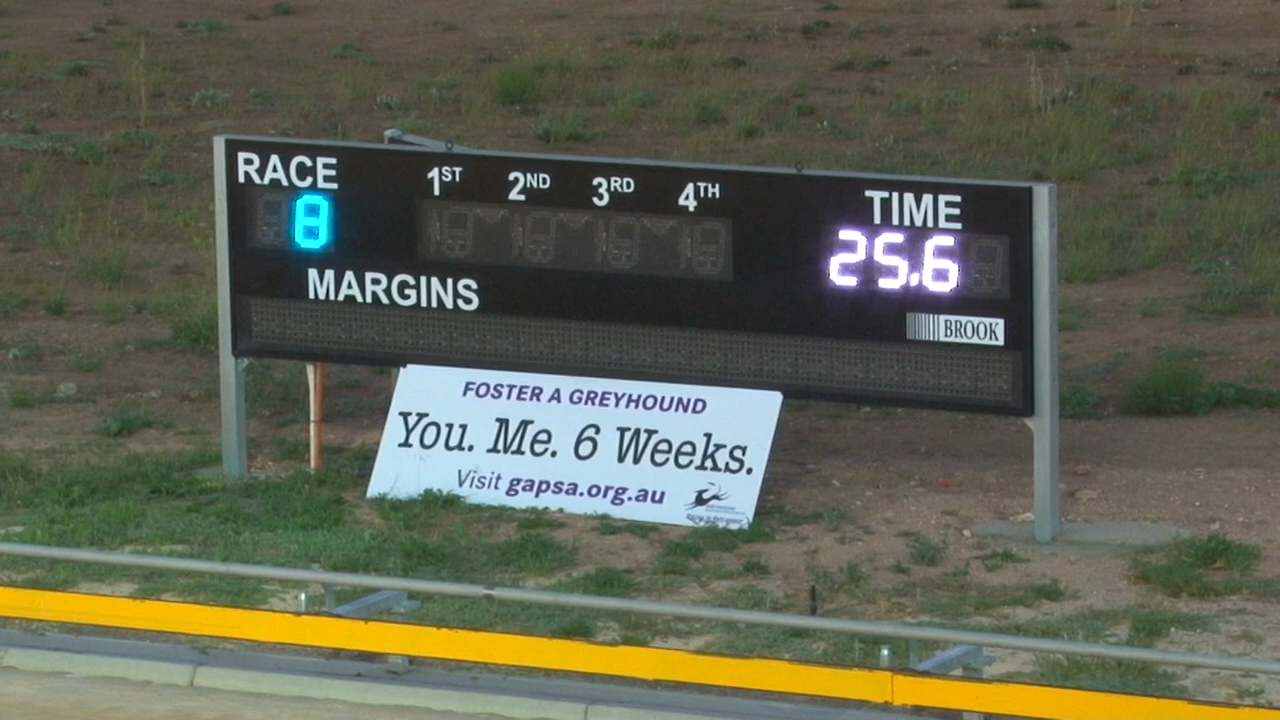 RACE 1ST 2ND 3RD 4TH TIME
8 25.6
MARGINS
BROOK
FOSTER A GREYHOUND
You. Me. 6 Weeks.
Visit gapsa.org.au